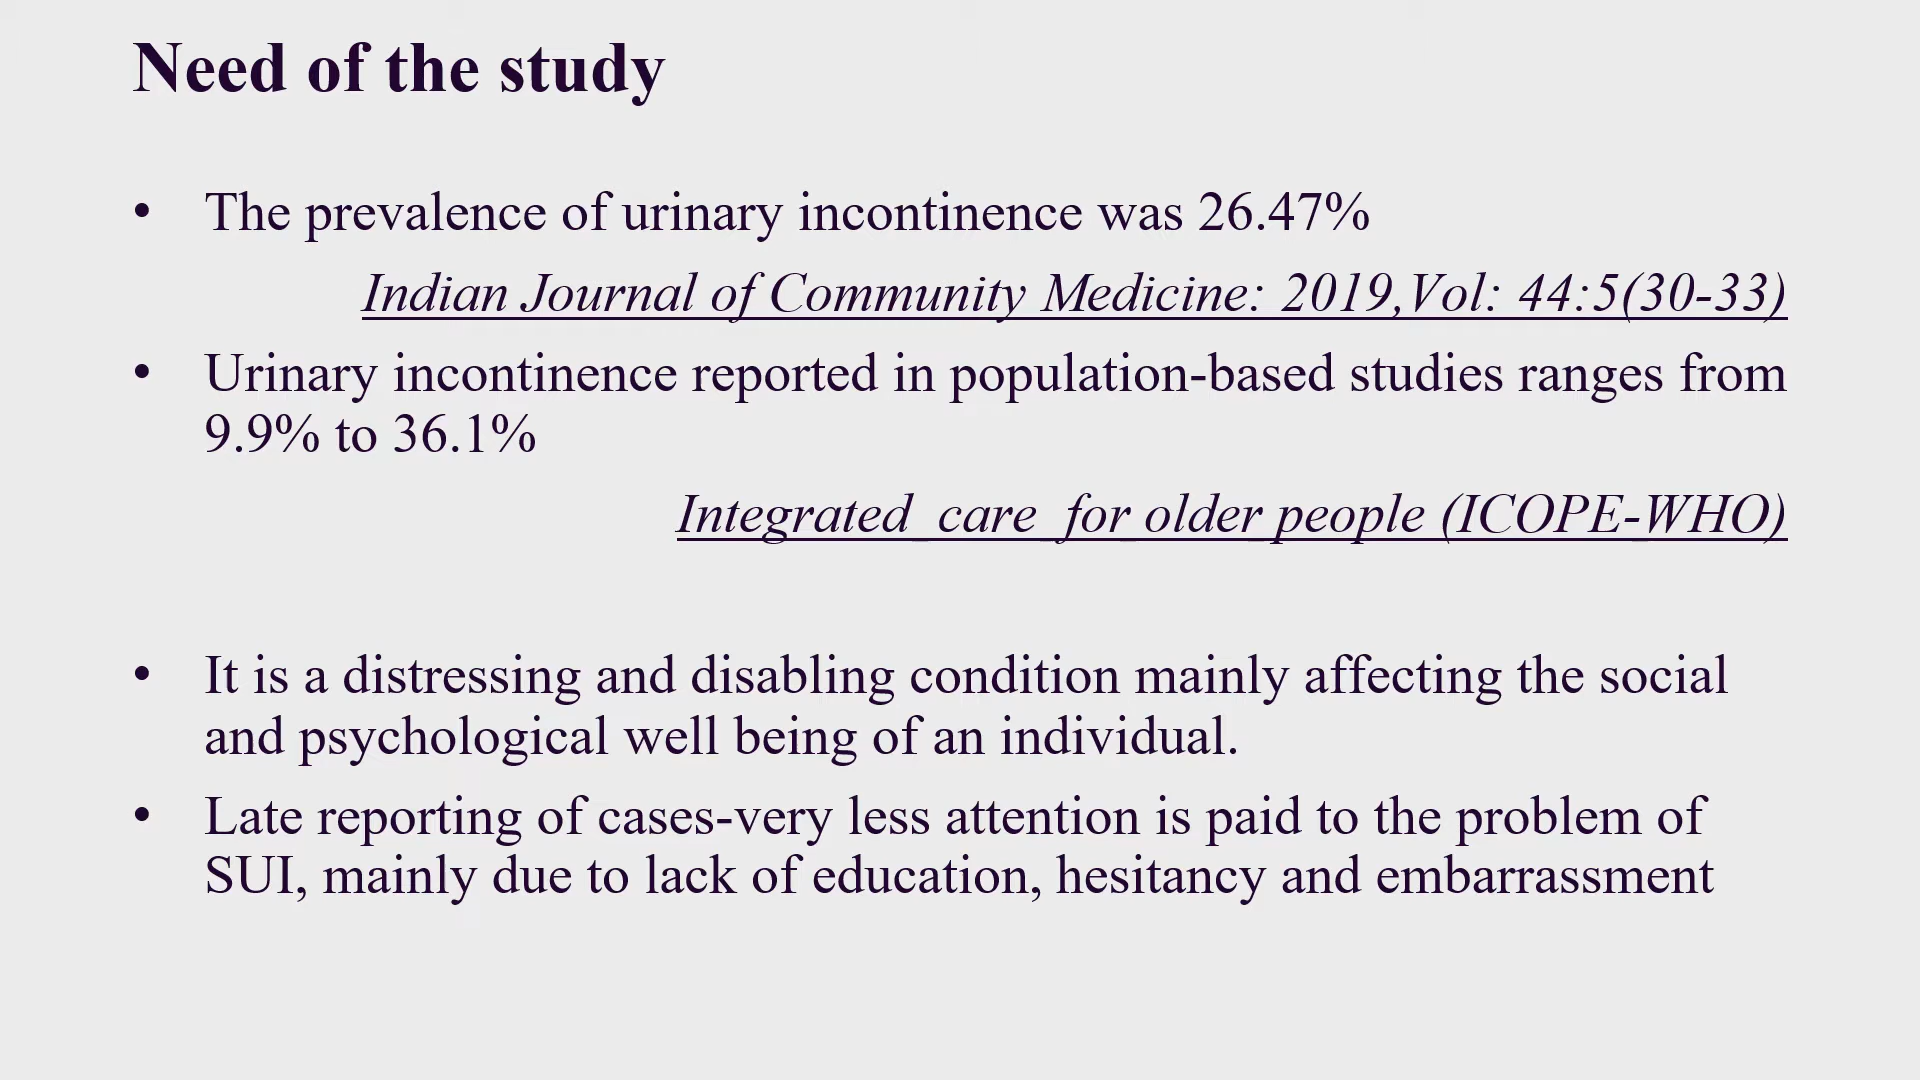 Need of the study
• The prevalence of urinary incontinence was 26.47%
Indian Journal of Community Medicine: 2019,Vol: 44:5(30-33)
• Urinary incontinence reported in population-based studies ranges from
9.9% to 36.1%
Integrated care for older people (ICOPE-WHO)
• It is a distressing and disabling condition mainly affecting the social
and psychological well being of an individual.
• Late reporting of cases-very less attention is paid to the problem of
SUI, mainly due to lack of education, hesitancy and embarrassment